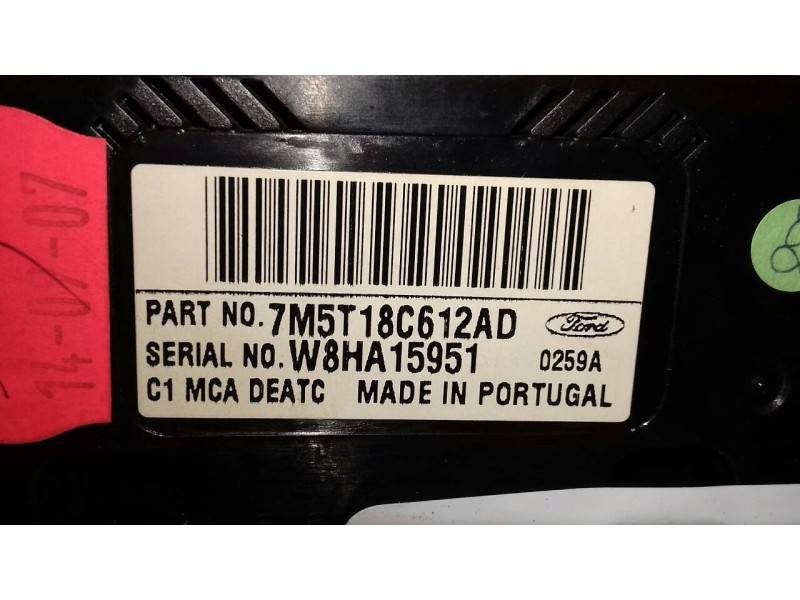 PART NO. 7M5T18C612AD Ford
SERIAL NO. W8HA15951 0259A
C1 MCA DEATC MADE IN PORTUGAL